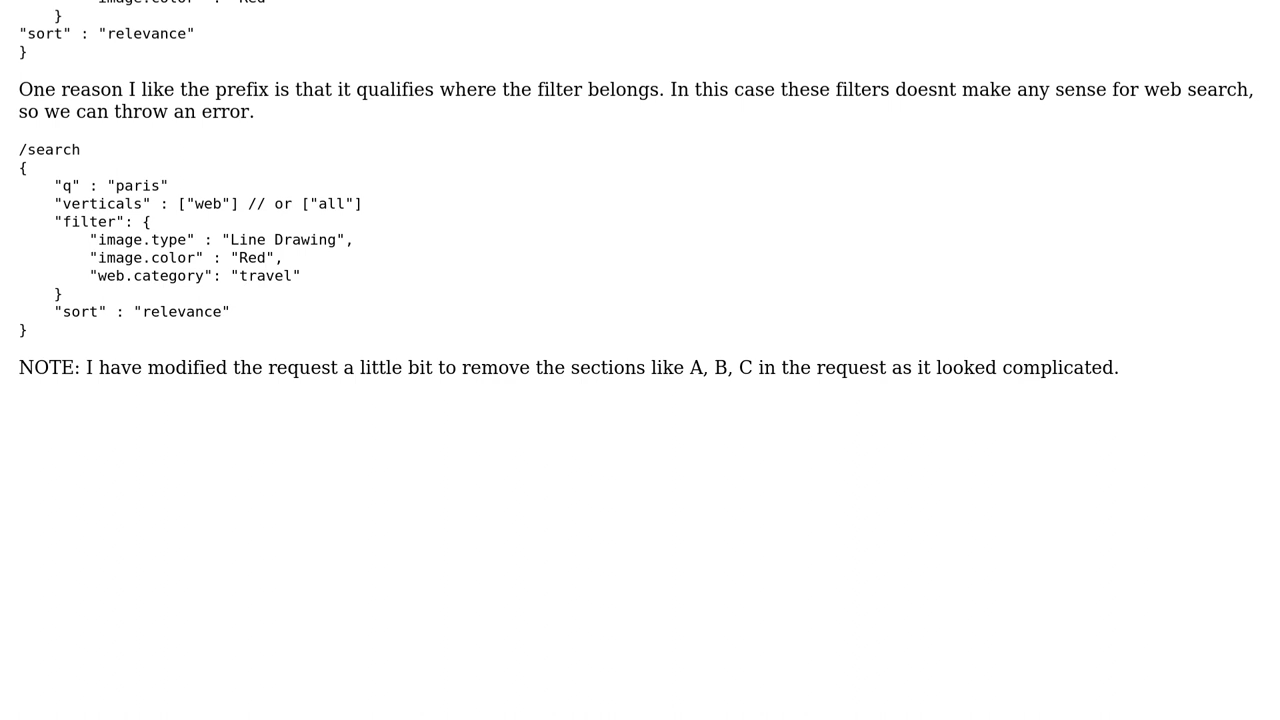 image.color" : "Red"
    }
"sort" : "relevance"
}
One reason I like the prefix is that it qualifies where the filter belongs. In this case these filters doesnt make any sense for web search,
so we can throw an error.
/search
{
    "q" : "paris"
    "verticals" : ["web"] // or ["all"]
    "filter": {
        "image.type" : "Line Drawing",
        "image.color" : "Red",
        "web.category": "travel"
    }
    "sort" : "relevance"
}
NOTE: I have modified the request a little bit to remove the sections like A, B, C in the request as it looked complicated.